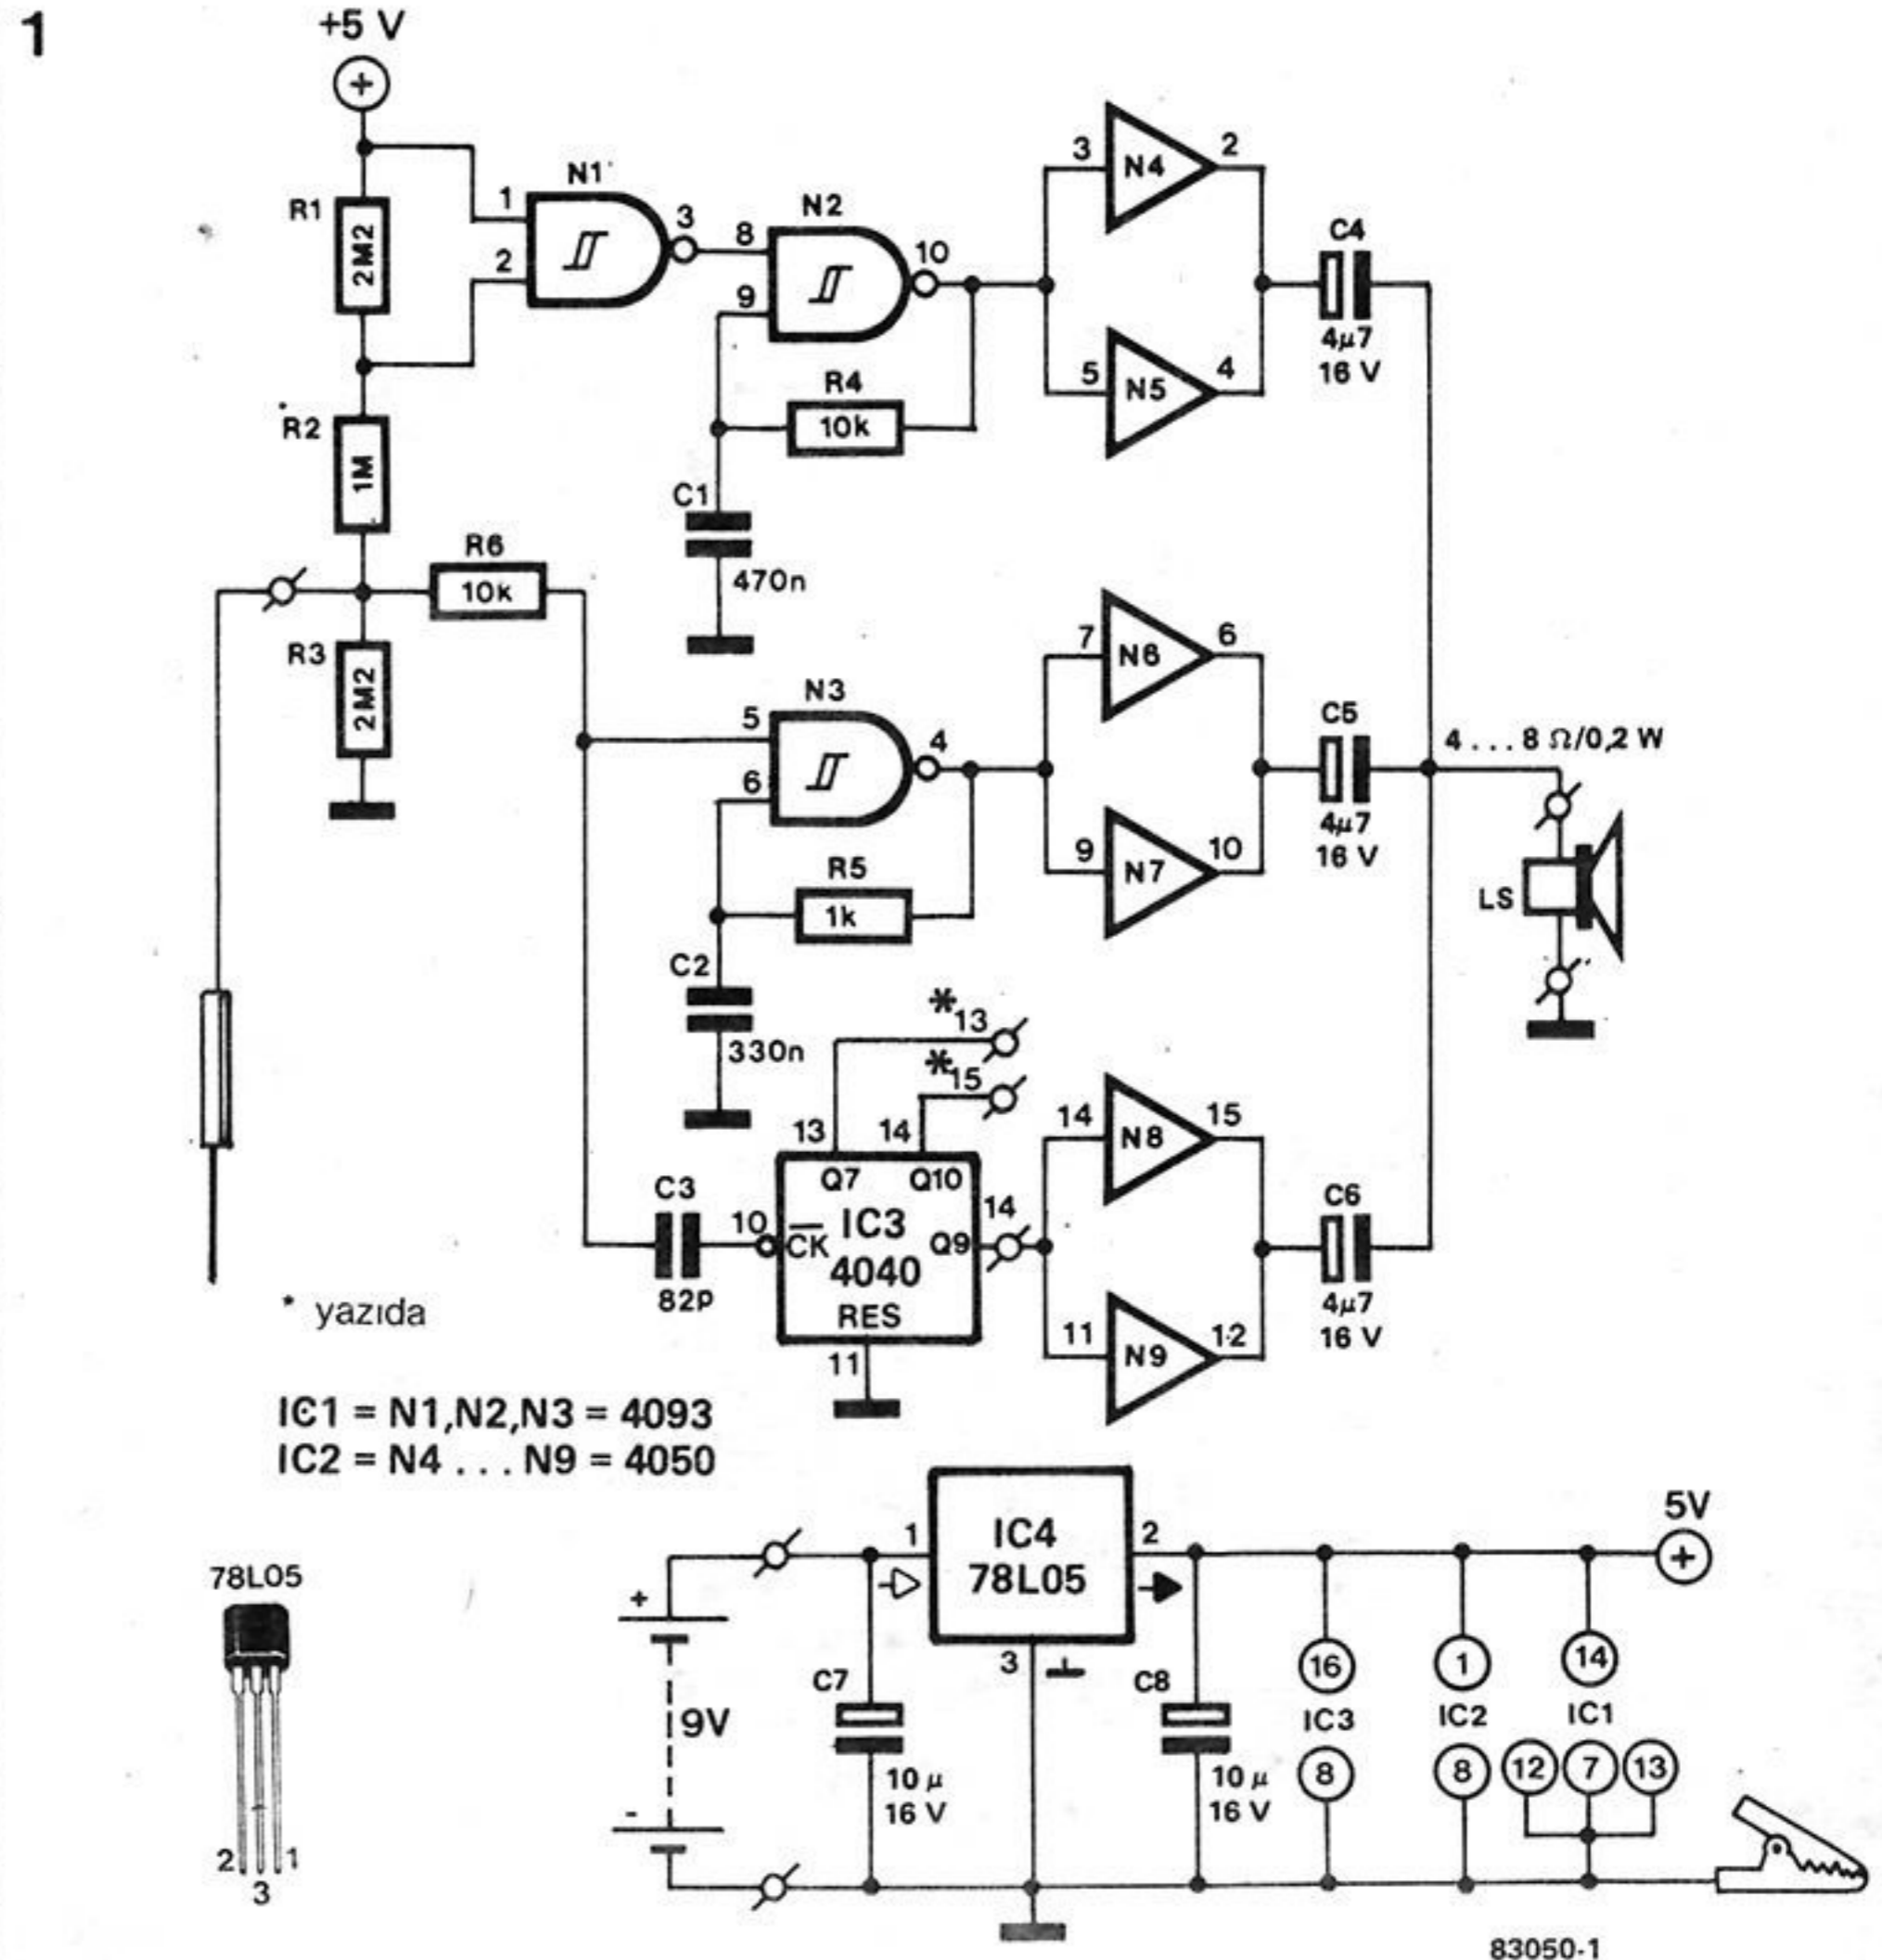 1
+5 V
+
R1
2M2
R2
1M
R3
2M2
R6
10k
N1
1
2
3
N2
8
9
10
R4
10k
C1
470n
3
N4
2
5
N5
4
C4
4µ7
16 V
N3
5
6
4
R5
1k
C2
330n
7
N6
6
9
N7
10
C5
4µ7
16 V
4...8 Ω/0,2 W
LS
*13
*15
13
14
Q7
Q10
C3
82p
10
CK
IC3
4040
Q9
14
RES
11
14
N8
15
11
N9
12
C6
4µ7
16 V
* yazıda
IC1 = N1,N2,N3 = 4093
IC2 = N4 ... N9 = 4050
78L05
2
3
1
+
9V
-
1
IC4
78L05
2
3
C7
10 µ
16 V
C8
10 µ
16 V
5V
+
16
IC3
8
1
IC2
8
14
IC1
12
7
13
83050-1